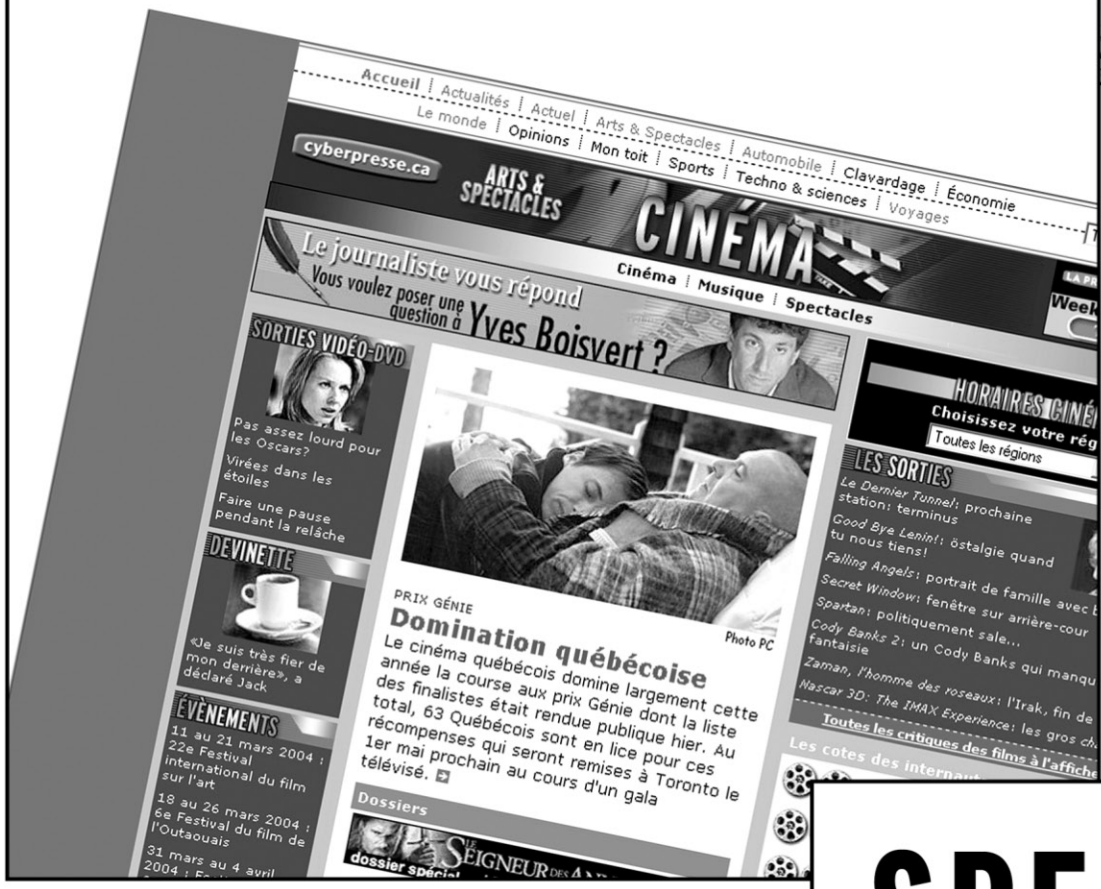 Accueil | Actualités | Actuel | Arts & Spectacles | Automobile | Clavardage | Économie
Le monde | Opinions | Mon toit | Sports | Techno & sciences | Voyages
cyberpresse.ca
ARTS &
SPECTACLES
CINÉMA
Cinéma | Musique | Spectacles
LA PR
Week
Le journaliste vous répond
Vous voulez poser une
question à Yves Boisvert ?
SORTIES VIDÉO-DVD
Pas assez lourd pour
les Oscars?
Virées dans les
étoiles
Faire une pause
pendant la relâche
DEVINETTE
«Je suis très fier de
mon derrière», a
déclaré Jack
ÉVÈNEMENTS
11 au 21 mars 2004 :
22e Festival
international du film
sur l'art
18 au 26 mars 2004 :
6e Festival du film de
l'Outaouais
31 mars au 4 avril
2004 :
Photo PC
PRIX GÉNIE
Domination québécoise
Le cinéma québécois domine largement cette
année la course aux prix Génie dont la liste
des finalistes était rendue publique hier. Au
total, 63 Québécois sont en lice pour ces
récompenses qui seront remises à Toronto le
1er mai prochain au cours d'un gala
télévisé.
Dossiers
LE SEIGNEUR DES
dossier spécial
HORAIRES CINÉ
Choisissez votre rég
Toutes les régions
LES SORTIES
Le Dernier Tunnel: prochaine
station: terminus
Good Bye Lenin!: östalgie quand
tu nous tiens!
Falling Angels: portrait de famille avec
Secret Window: fenêtre sur arrière-cour
Spartan: politiquement sale...
Cody Banks 2: un Cody Banks qui manqu
fantaisie
Zaman, l'homme des roseaux: l'Irak, fin de
Nascar 3D: The IMAX Experience: les gros
Toutes les critiques des films à l'affiche
Les cotes des internau